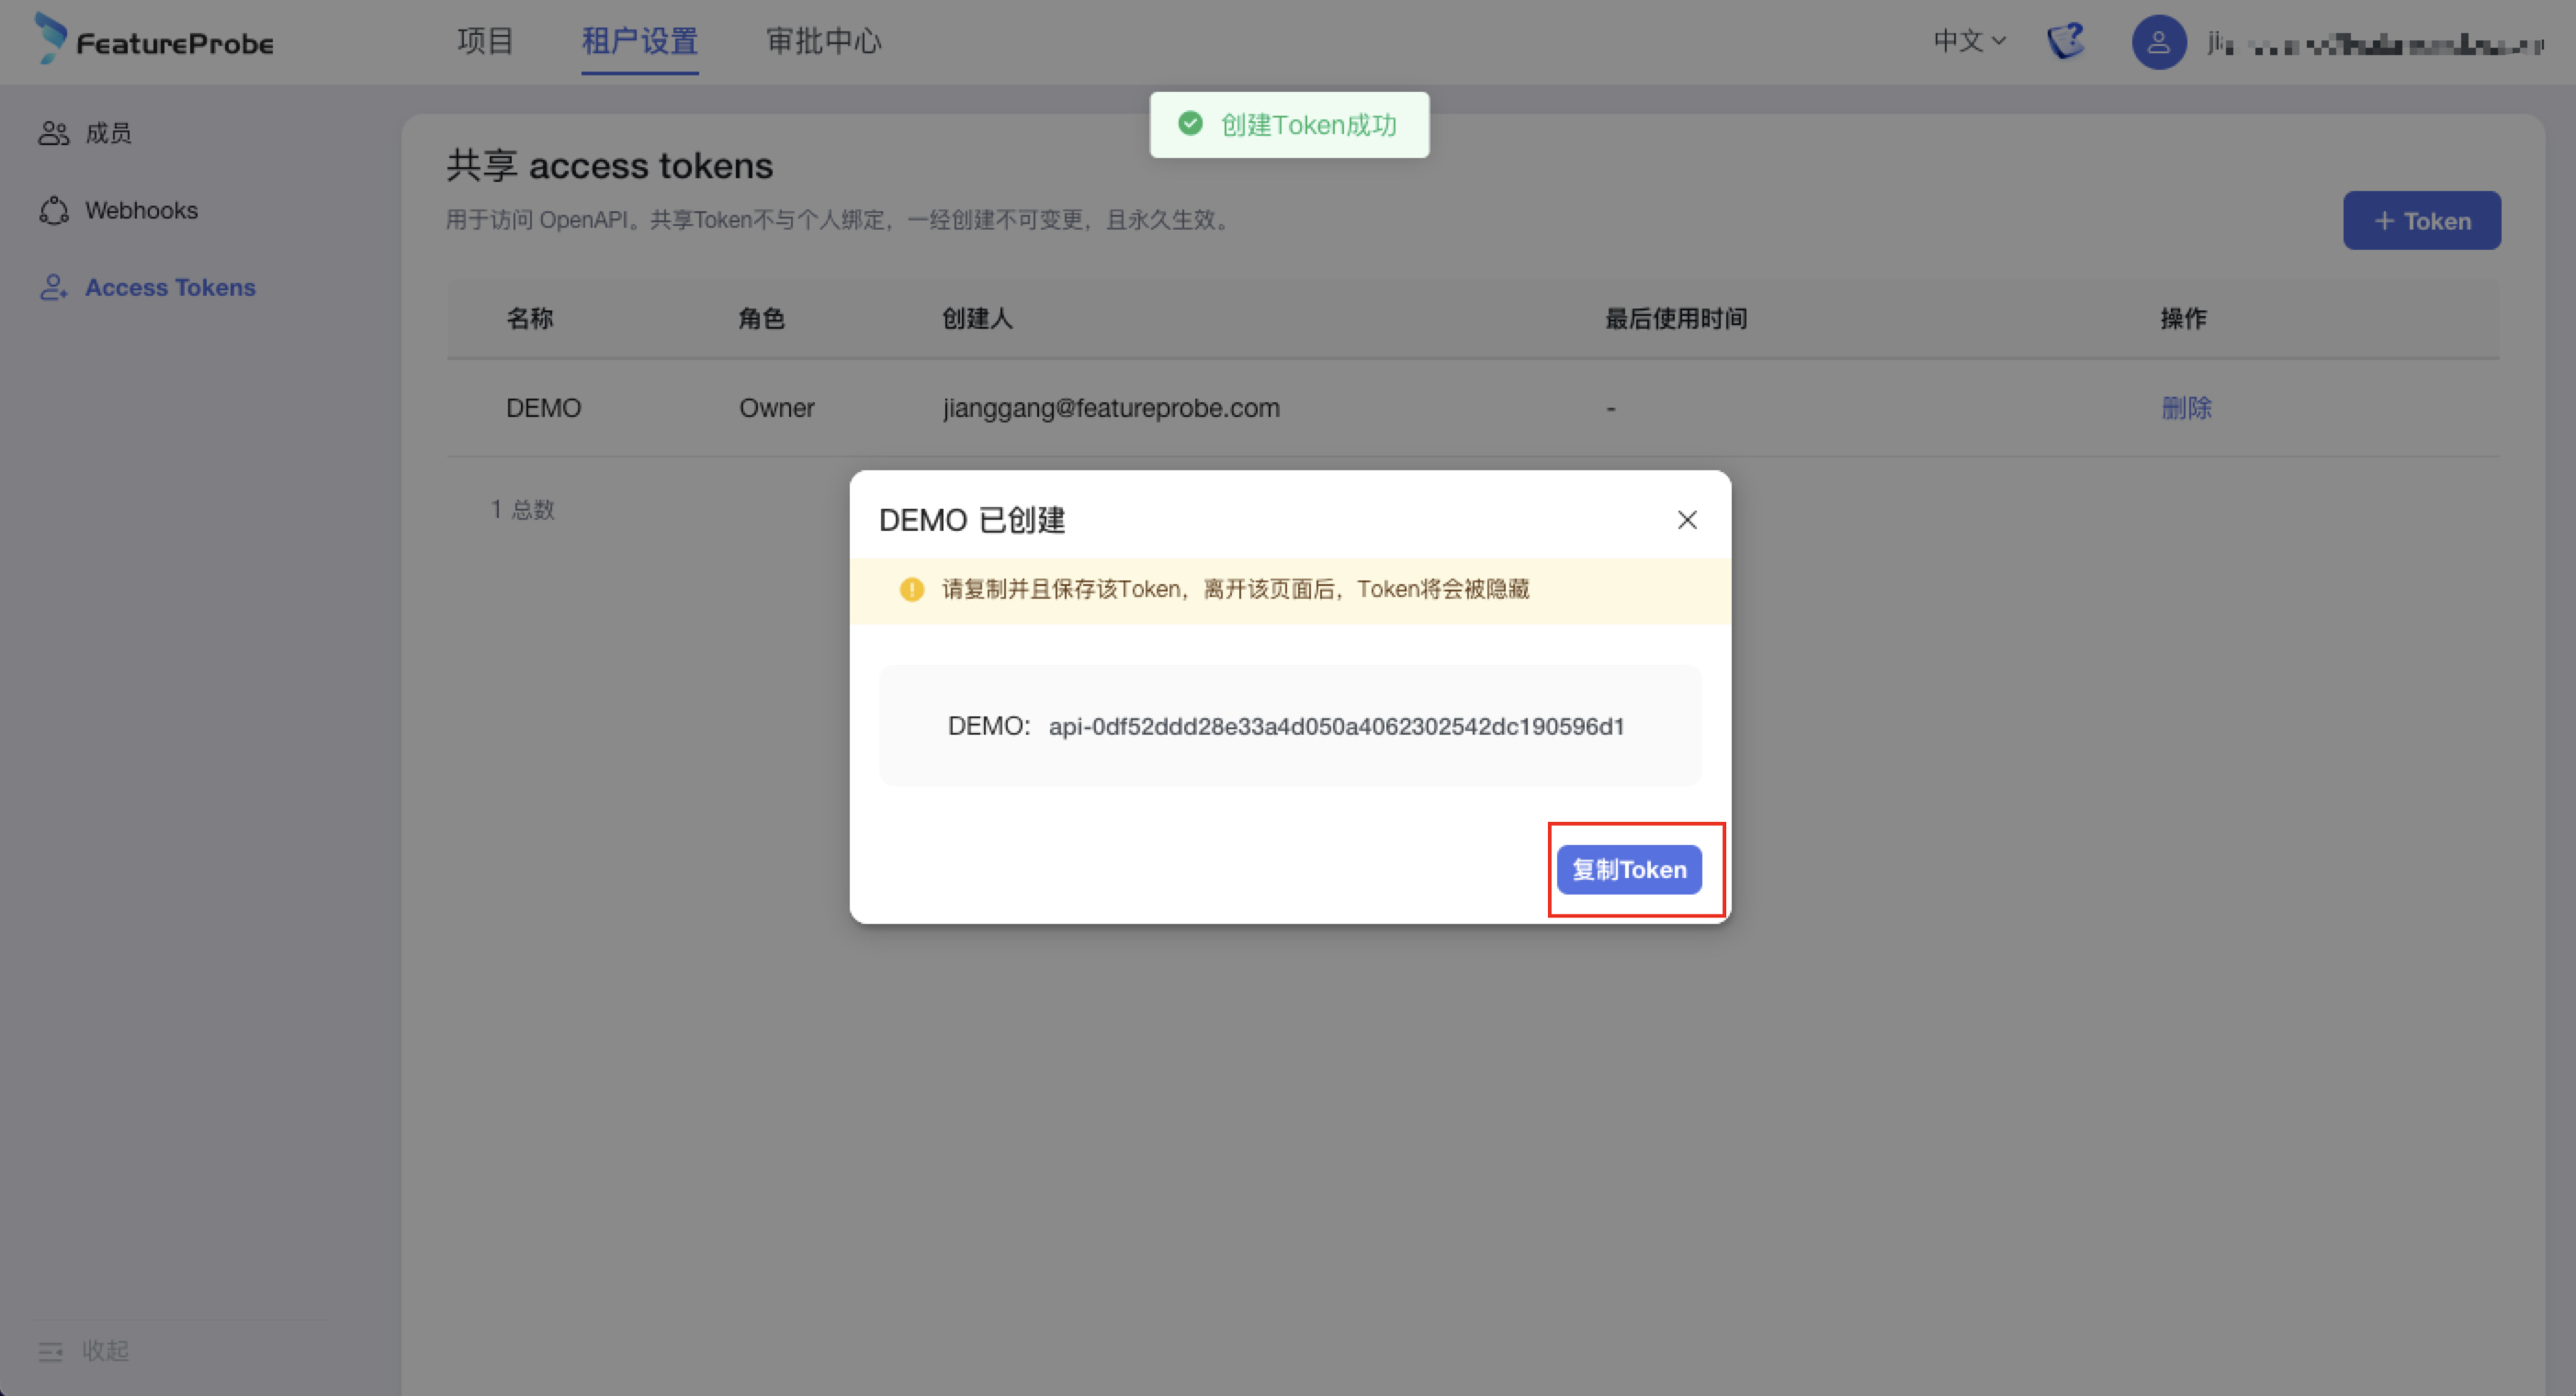 FeatureProbe
项目 租户设置 审批中心 中文
创建Token成功
成员
Webhooks
Access Tokens
共享 access tokens
用于访问 OpenAPI。共享Token不与个人绑定，一经创建不可变更，且永久生效。
+ Token
名称 角色 创建人 最后使用时间 操作
DEMO Owner jianggang@featureprobe.com - 删除
1 总数
DEMO 已创建
请复制并且保存该Token，离开该页面后，Token将会被隐藏
DEMO: api-0df52ddd28e33a4d050a4062302542dc190596d1
复制Token
收起